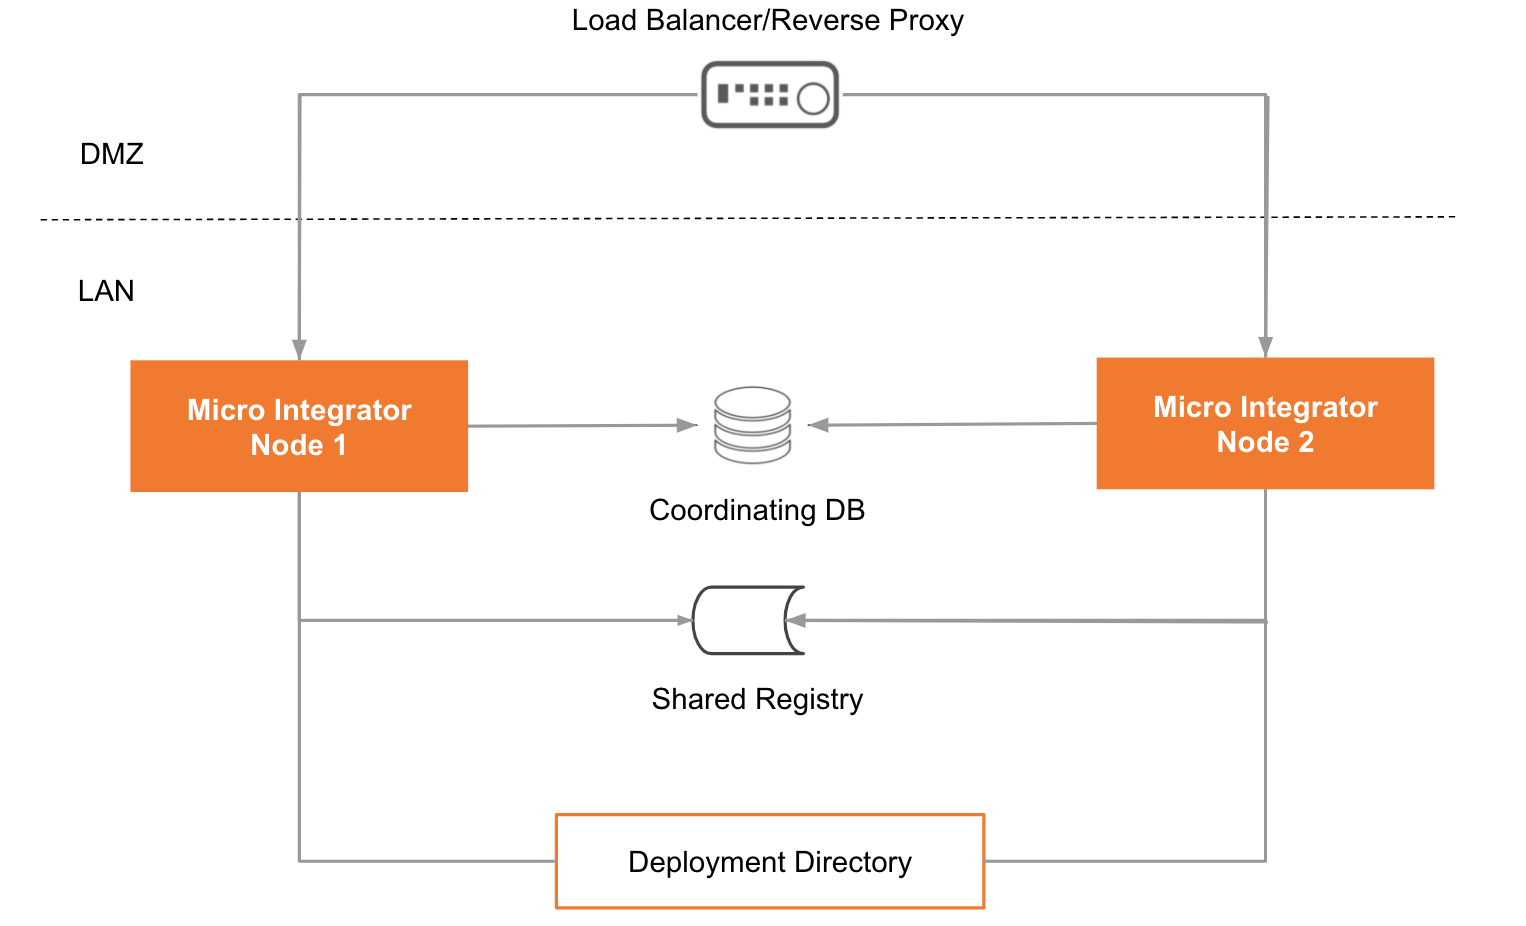 Load Balancer/Reverse Proxy
DMZ
LAN
Micro Integrator
Node 1
Micro Integrator
Node 2
Coordinating DB
Shared Registry
Deployment Directory